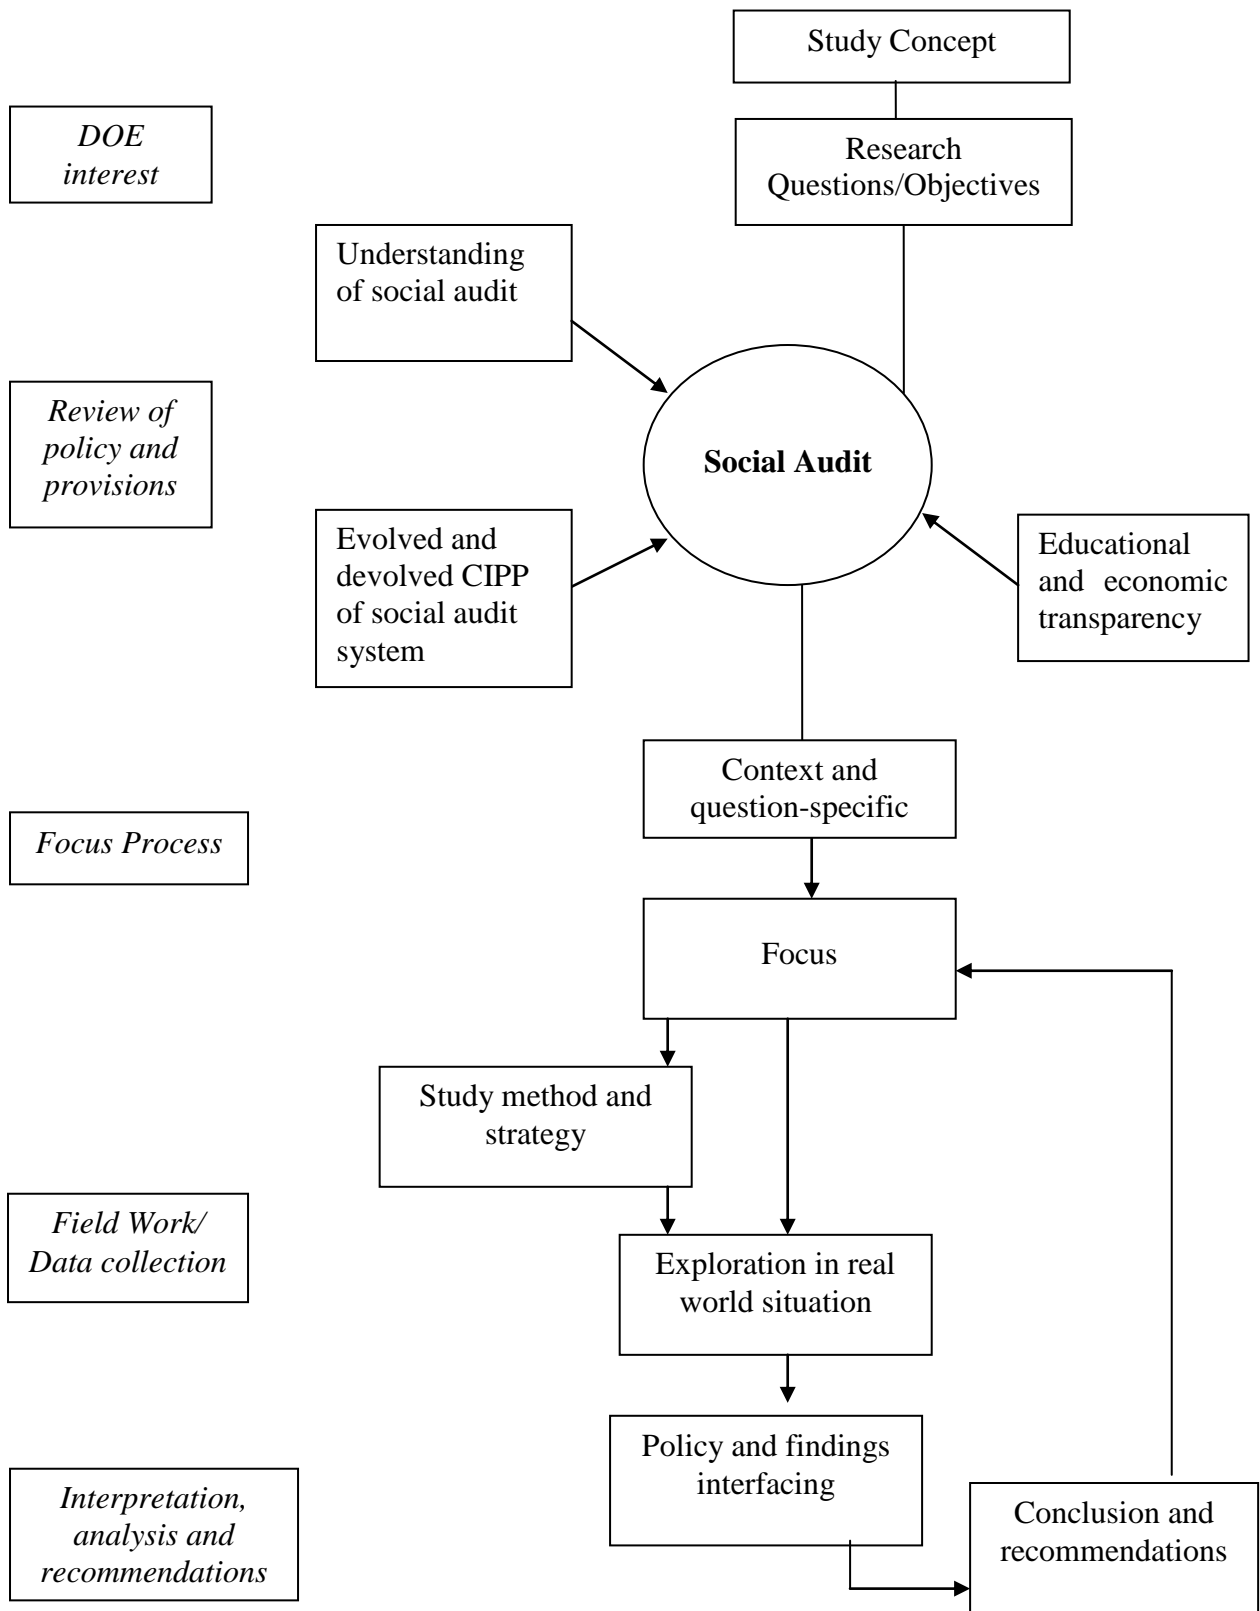 Study Concept
DOE
interest
Research
Questions/Objectives
Understanding
of social audit
Review of
policy and
provisions
Social Audit
Evolved and
devolved CIPP
of social audit
system
Educational
and economic
transparency
Context and
question-specific
Focus Process
Focus
Study method and
strategy
Field Work/
Data collection
Exploration in real
world situation
Policy and findings
interfacing
Interpretation,
analysis and
recommendations
Conclusion and
recommendations